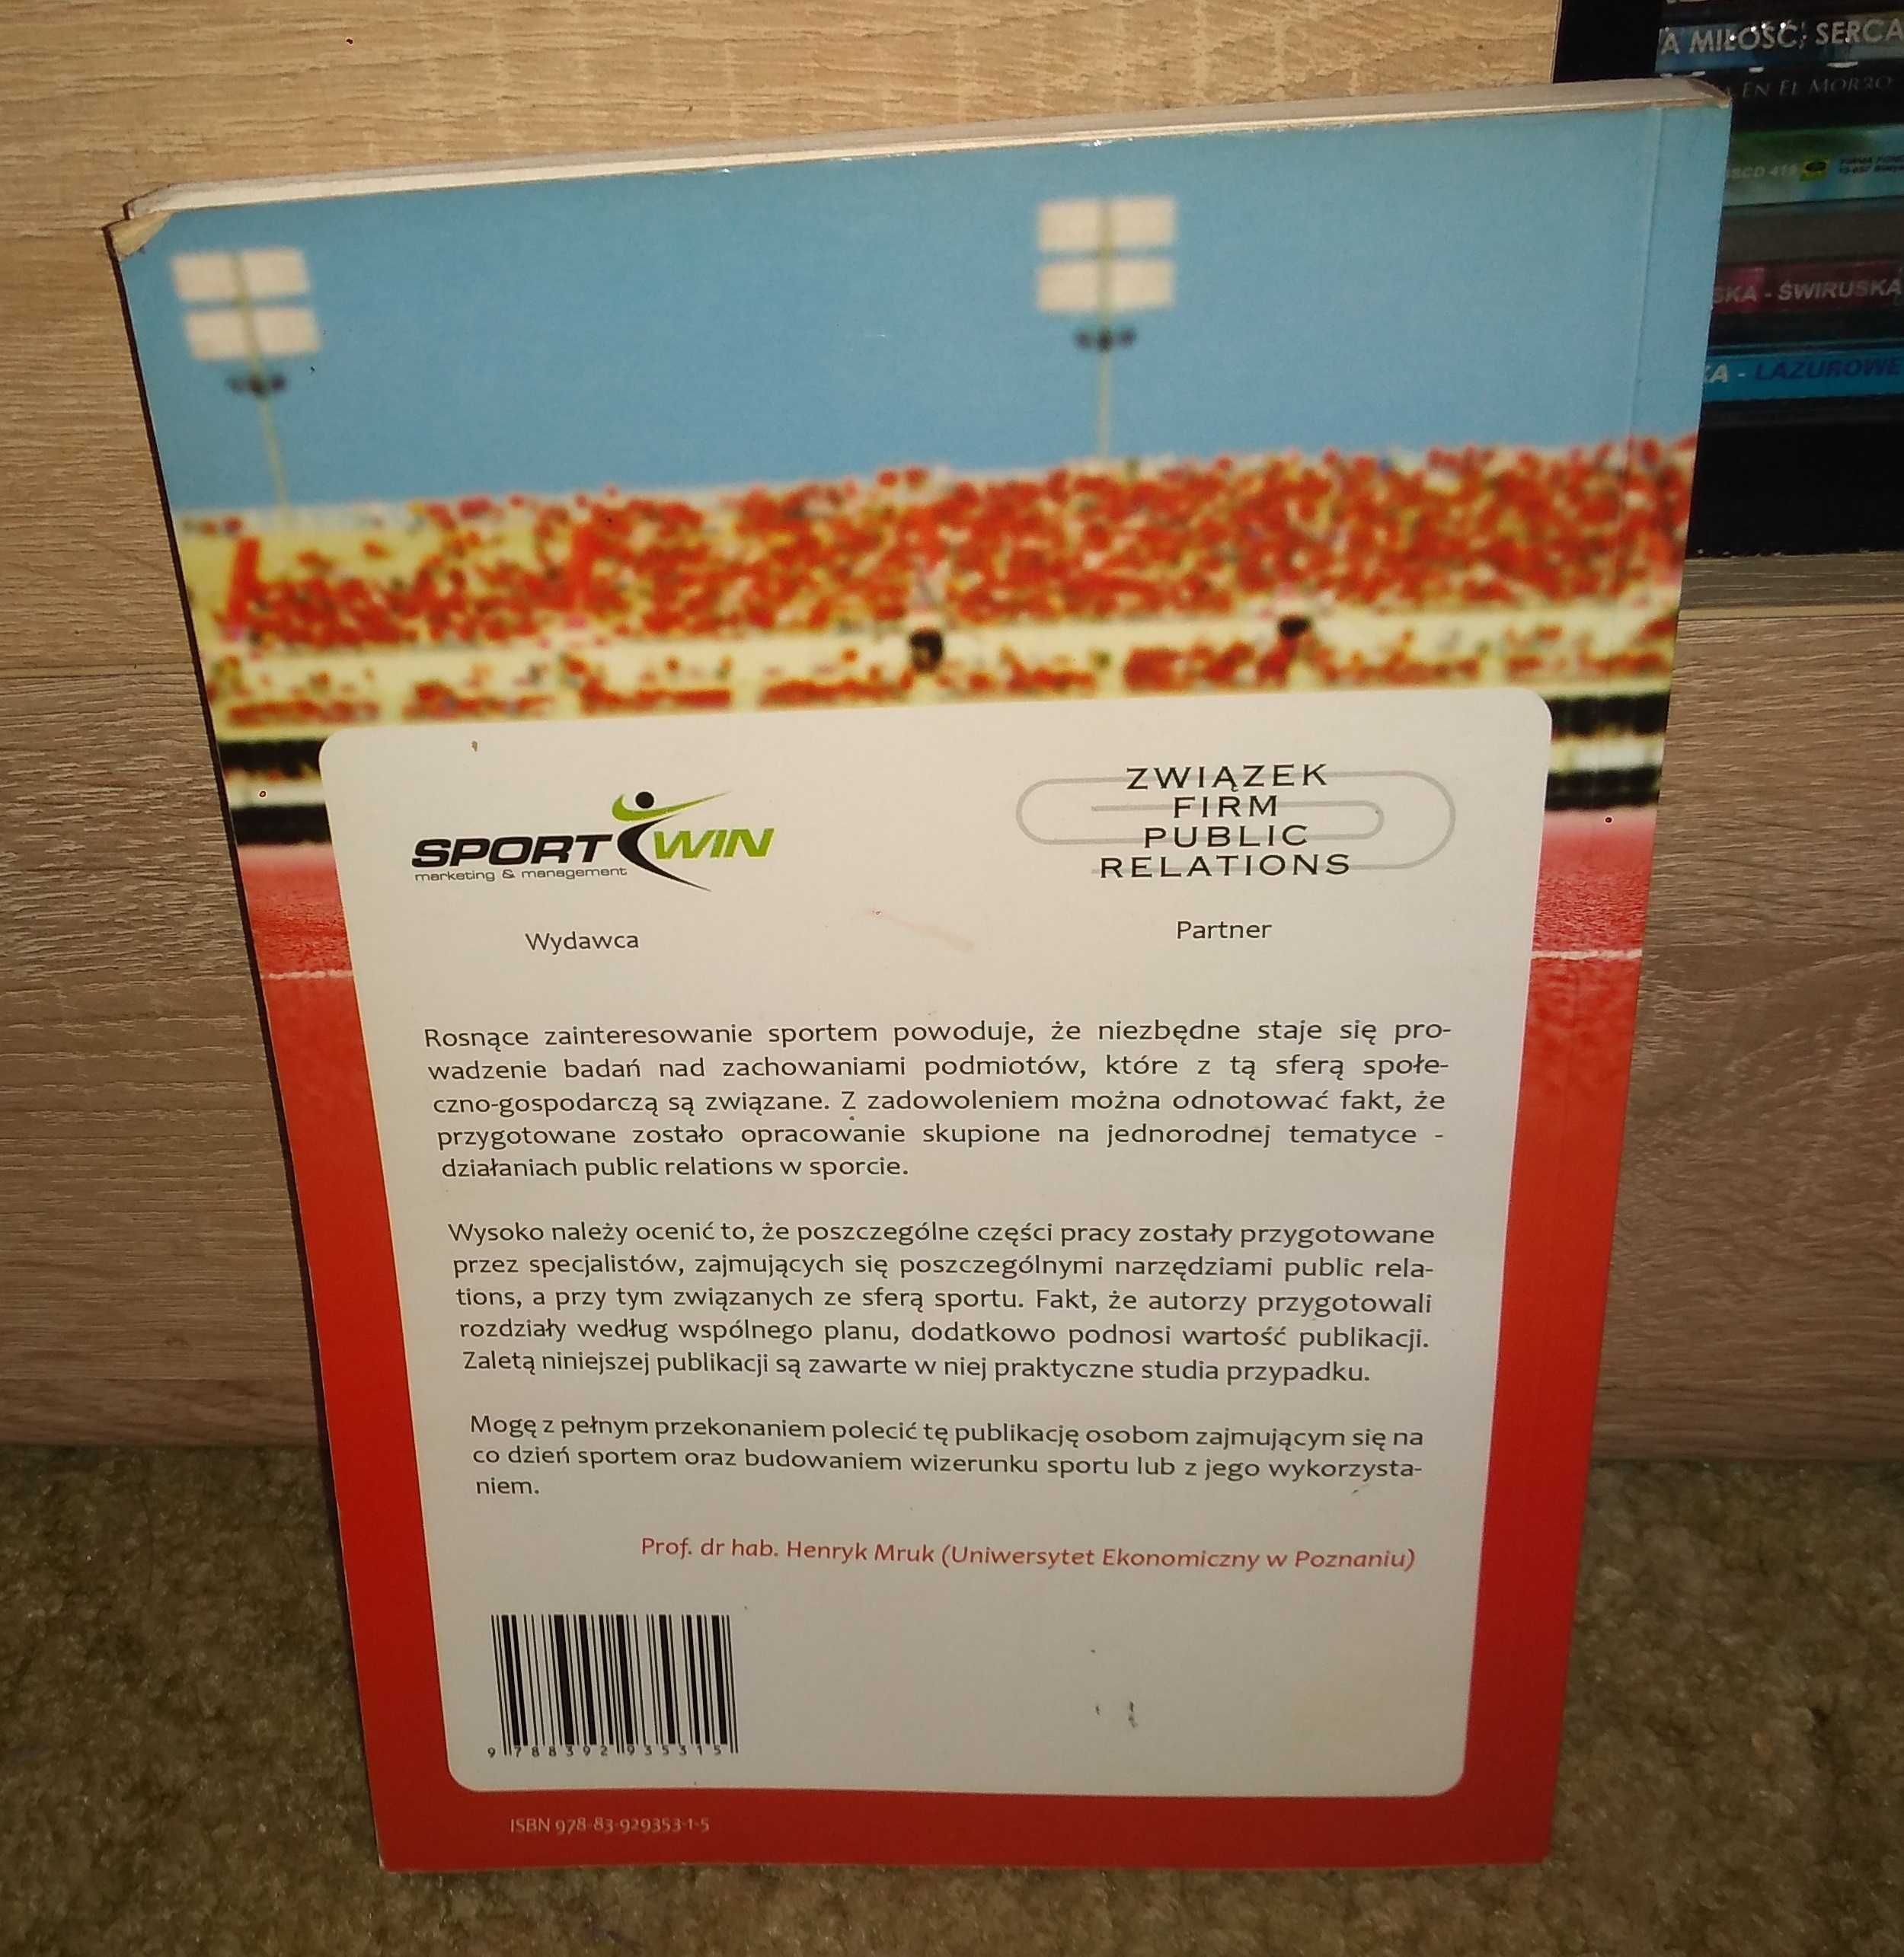 A MIŁOŚĆ, SERCA
EN EL MORRO
BCD 419
SKA - ŚWIRUSKA
KA - LAZUROWE
SPORT WIN
marketing & management
Wydawca
ZWIĄZEK
FIRM
PUBLIC
RELATIONS
Partner
Rosnące zainteresowanie sportem powoduje, że niezbędne staje się pro-
wadzenie badań nad zachowaniami podmiotów, które z tą sferą społe-
czno-gospodarczą są związane. Z zadowoleniem można odnotować fakt, że
przygotowane zostało opracowanie skupione na jednorodnej tematyce -
działaniach public relations w sporcie.
Wysoko należy ocenić to, że poszczególne części pracy zostały przygotowane
przez specjalistów, zajmujących się poszczególnymi narzędziami public rela-
tions, a przy tym związanych ze sferą sportu. Fakt, że autorzy przygotowali
rozdziały według wspólnego planu, dodatkowo podnosi wartość publikacji.
Zaletą niniejszej publikacji są zawarte w niej praktyczne studia przypadku.
Mogę z pełnym przekonaniem polecić tę publikację osobom zajmującym się na
co dzień sportem oraz budowaniem wizerunku sportu lub z jego wykorzysta-
niem.
Prof. dr hab. Henryk Mruk (Uniwersytet Ekonomiczny w Poznaniu)
9 788392 935315
ISBN 978-83-929353-1-5